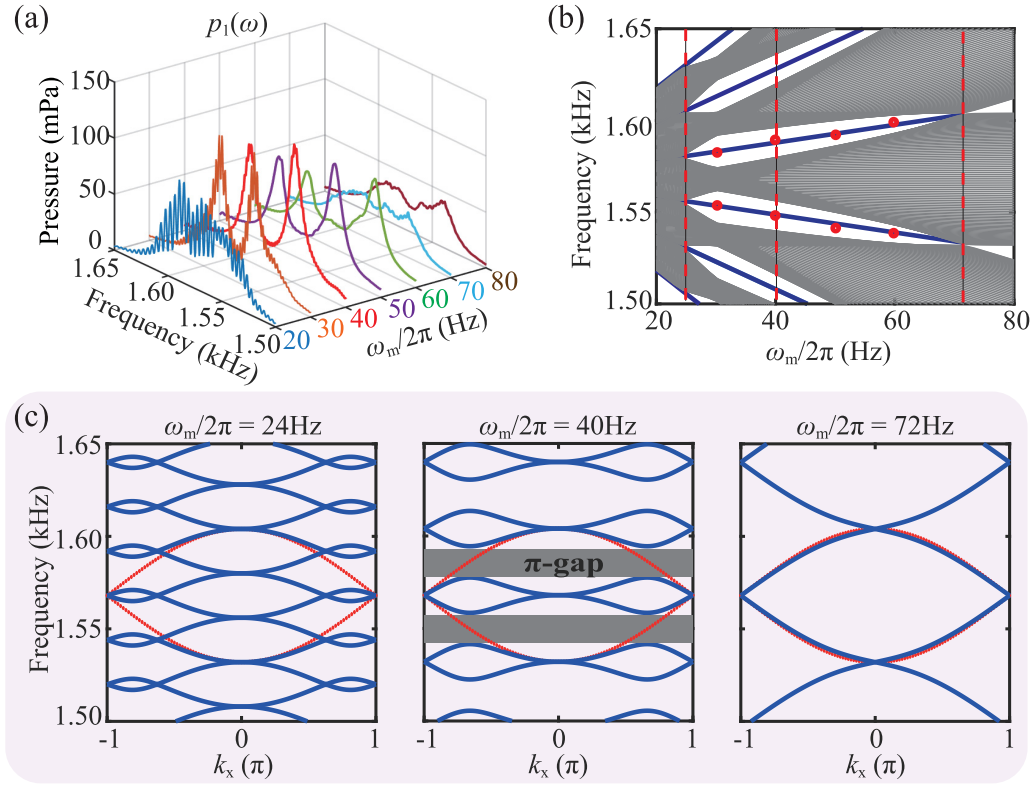 (a)
p₁(ω)
Pressure (mPa)
150
100
50
0
1.65
1.60
1.55
1.50
Frequency (kHz)
20
30
40
50
60
70
80
ωₘ/2π (Hz)
(b)
Frequency (kHz)
1.65
1.60
1.55
1.50
20 40 60 80
ωₘ/2π (Hz)
(c)
ωₘ/2π = 24Hz
ωₘ/2π = 40Hz
ωₘ/2π = 72Hz
Frequency (kHz)
1.65
1.60
1.55
1.50
π-gap
-1 0 1
-1 0 1
-1 0 1
kₓ (π)
kₓ (π)
kₓ (π)